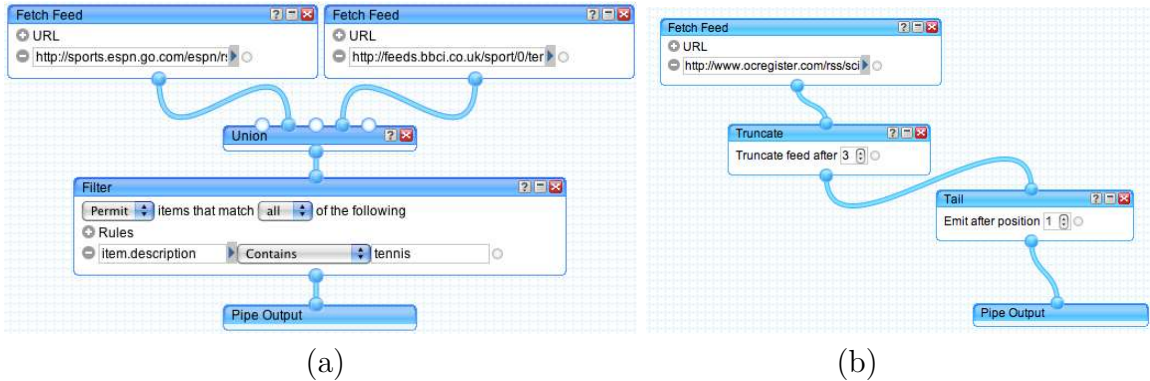 Fetch Feed
URL
http://sports.espn.go.com/espn/rs
Fetch Feed
URL
http://feeds.bbci.co.uk/sport/0/ter
Union
Filter
Permit items that match all of the following
Rules
item.description Contains tennis
Pipe Output
(a)
Fetch Feed
URL
http://www.ocregister.com/rss/sci
Truncate
Truncate feed after 3
Tail
Emit after position 1
Pipe Output
(b)